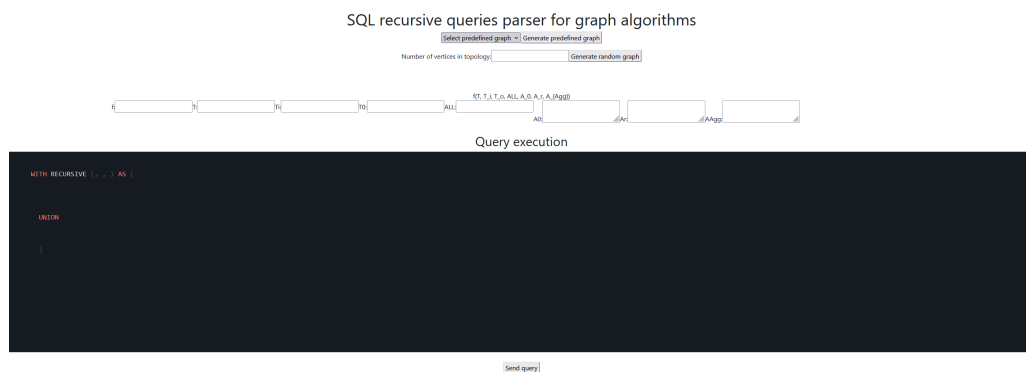 SQL recursive queries parser for graph algorithms
Select predefined graph Generate predefined graph
Number of vertices in topology: Generate random graph
f(T, T_i, T_o, ALL, A_0, A_r, A_{Agg})
f: T: Ti: T0: ALL: A0: Ar: AAgg:
Query execution
WITH RECURSIVE (, , ) AS (
UNION
)
Send query